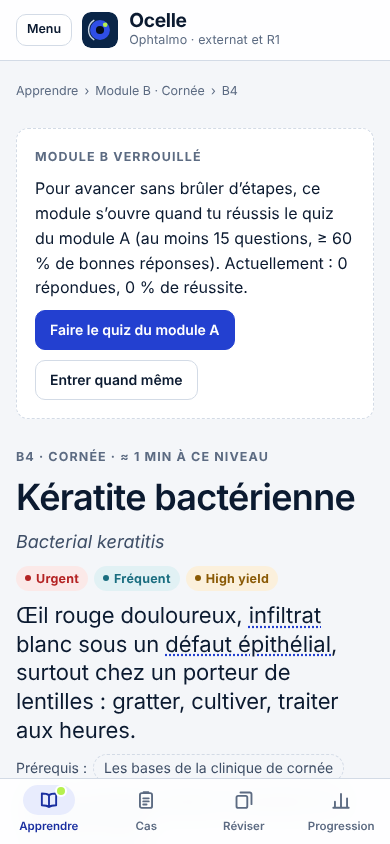 Menu
Ocelle
Ophtalmo · externat et R1
Apprendre › Module B · Cornée › B4
MODULE B VERROUILLÉ
Pour avancer sans brûler d’étapes, ce
module s’ouvre quand tu réussis le quiz
du module A (au moins 15 questions, ≥ 60
% de bonnes réponses). Actuellement : 0
répondues, 0 % de réussite.
Faire le quiz du module A
Entrer quand même
B4 · CORNÉE · ≈ 1 MIN À CE NIVEAU
Kératite bactérienne
Bacterial keratitis
Urgent
Fréquent
High yield
Œil rouge douloureux, infiltrat
blanc sous un défaut épithélial,
surtout chez un porteur de
lentilles : gratter, cultiver, traiter
aux heures.
Prérequis : Les bases de la clinique de cornée
Apprendre
Cas
Réviser
Progression